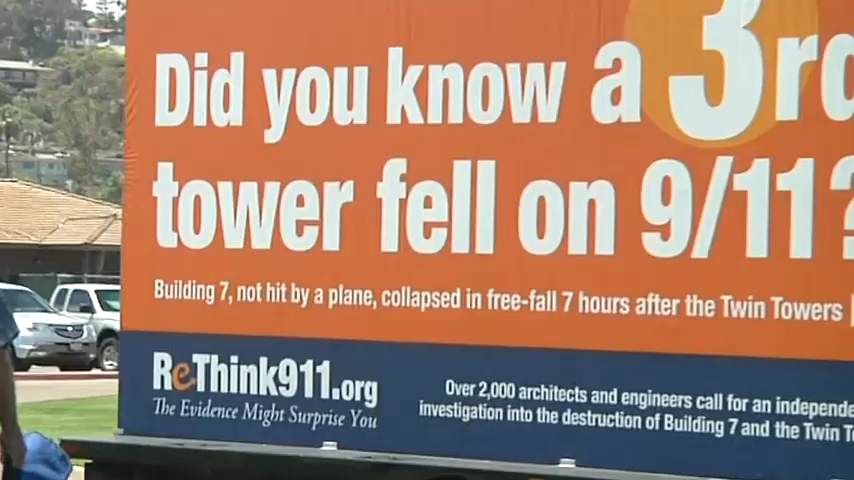 Did you know a 3rd
tower fell on 9/11?
Building 7, not hit by a plane, collapsed in free-fall 7 hours after the Twin Towers
ReThink911.org
The Evidence Might Surprise You
Over 2,000 architects and engineers call for an
investigation into the destruction of Building 7 and the Twin